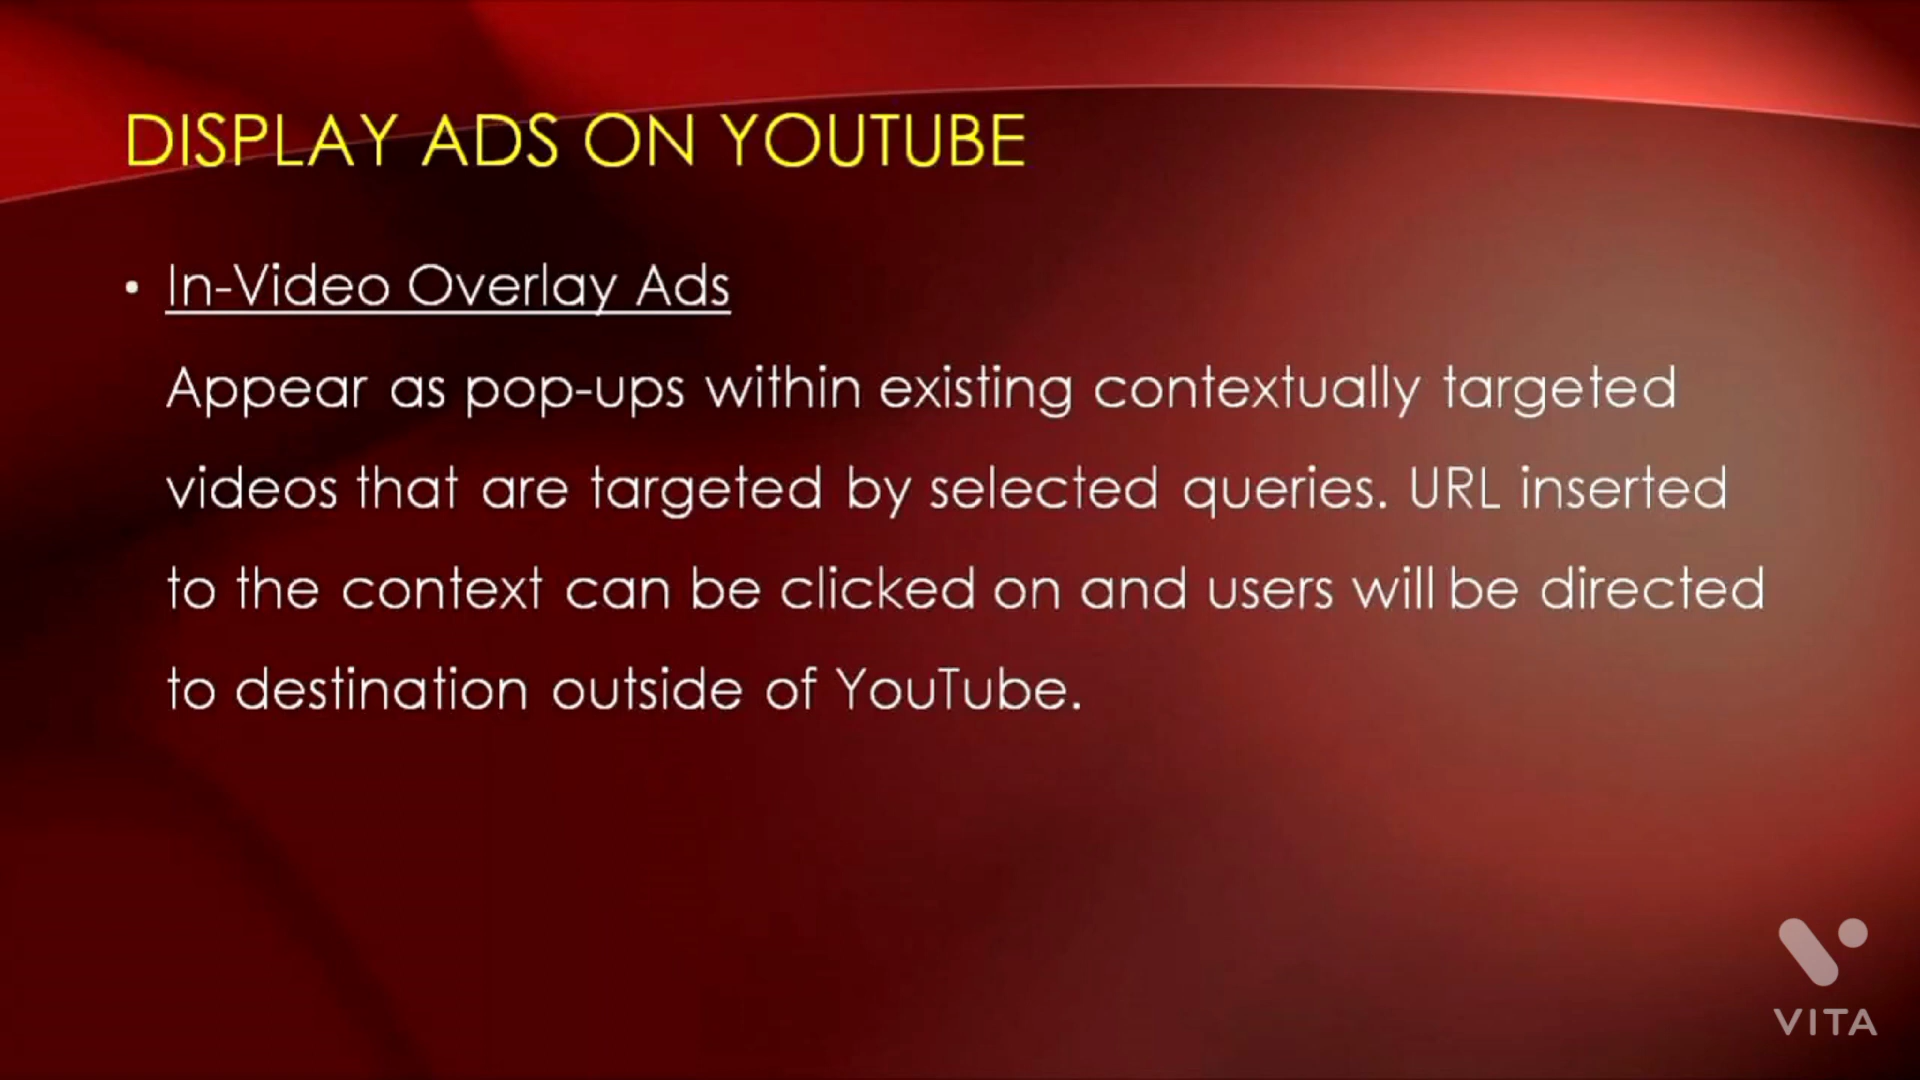 DISPLAY ADS ON YOUTUBE
• In-Video Overlay Ads
Appear as pop-ups within existing contextually targeted
videos that are targeted by selected queries. URL inserted
to the context can be clicked on and users will be directed
to destination outside of YouTube.
VITA